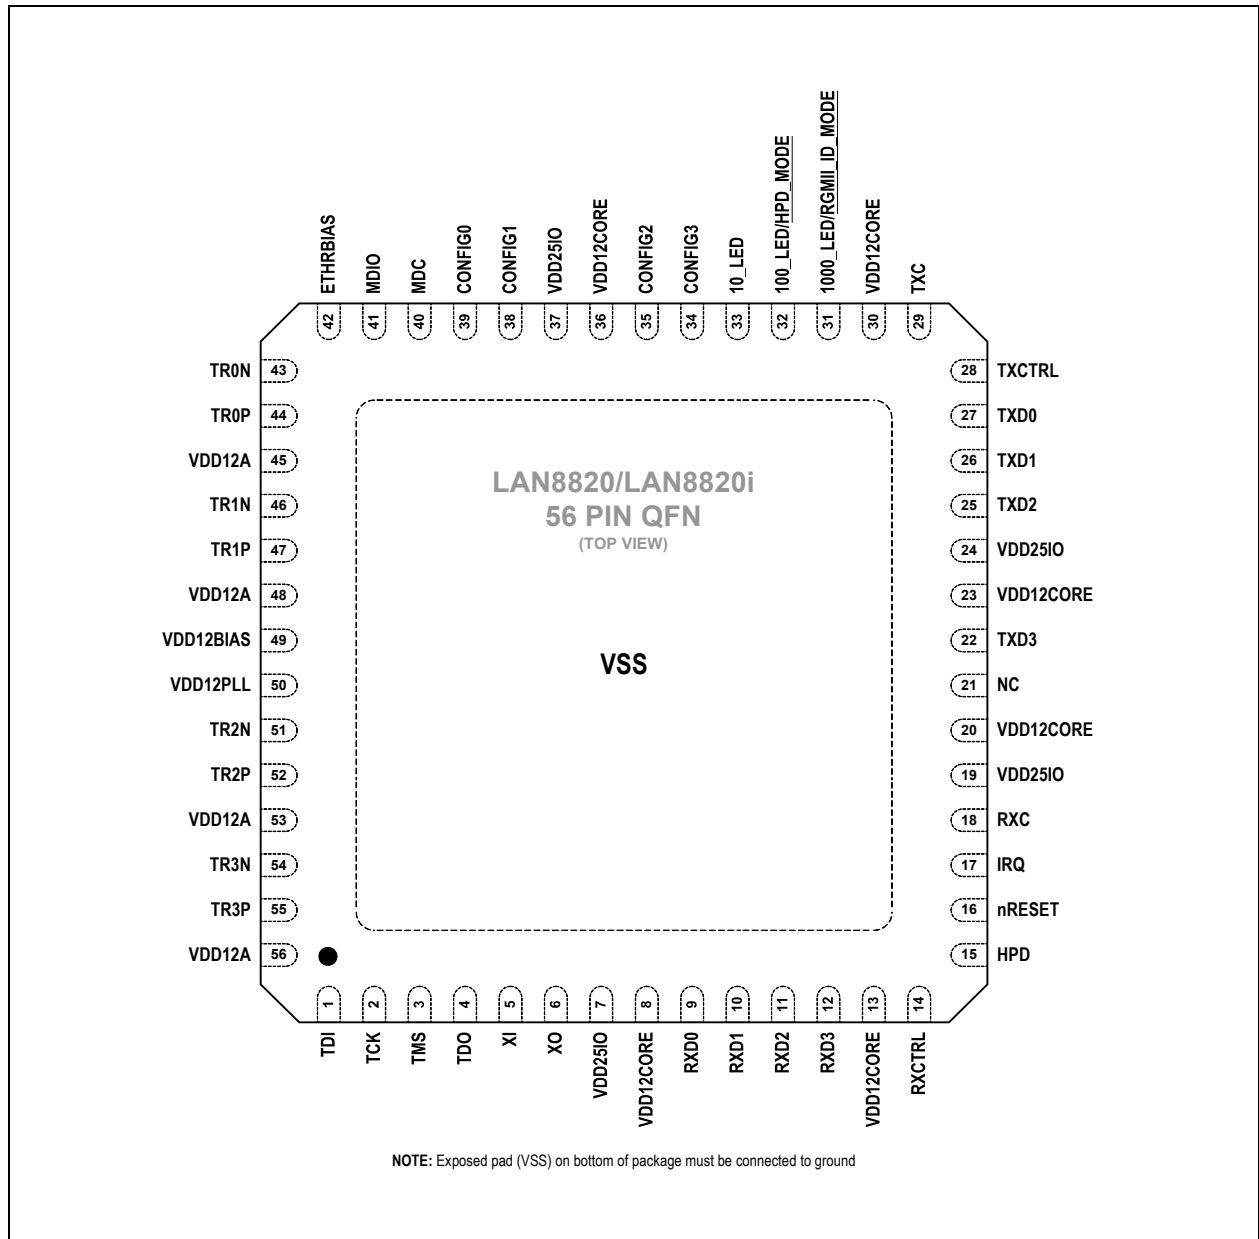 ETHRBIAS
MDIO
MDC
CONFIG0
CONFIG1
VDD25IO
VDD12CORE
CONFIG2
CONFIG3
10_LED
100_LED/HPD_MODE
1000_LED/RGMII_ID_MODE
VDD12CORE
TXC
42
41
40
39
38
37
36
35
34
33
32
31
30
29
TR0N 43
TR0P 44
VDD12A 45
TR1N 46
TR1P 47
VDD12A 48
VDD12BIAS 49
VDD12PLL 50
TR2N 51
TR2P 52
VDD12A 53
TR3N 54
TR3P 55
VDD12A 56
LAN8820/LAN8820i
56 PIN QFN
(TOP VIEW)
VSS
28 TXCTRL
27 TXD0
26 TXD1
25 TXD2
24 VDD25IO
23 VDD12CORE
22 TXD3
21 NC
20 VDD12CORE
19 VDD25IO
18 RXC
17 IRQ
16 nRESET
15 HPD
1
2
3
4
5
6
7
8
9
10
11
12
13
14
TDI
TCK
TMS
TDO
XI
XO
VDD25IO
VDD12CORE
RXD0
RXD1
RXD2
RXD3
VDD12CORE
RXCTRL
NOTE: Exposed pad (VSS) on bottom of package must be connected to ground